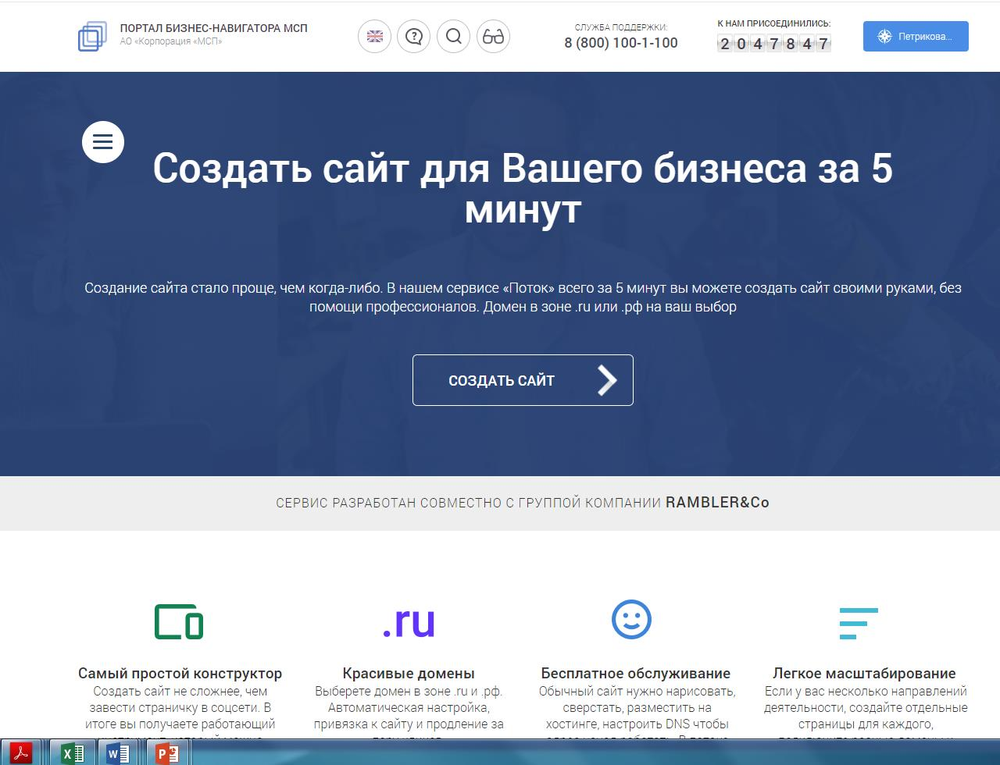 ПОРТАЛ БИЗНЕС-НАВИГАТОРА МСП
АО «Корпорация «МСП»
СЛУЖБА ПОДДЕРЖКИ:
8 (800) 100-1-100
К НАМ ПРИСОЕДИНИЛИСЬ:
2047847
Петрикова...
Создать сайт для Вашего бизнеса за 5
минут
Создание сайта стало проще, чем когда-либо. В нашем сервисе «Поток» всего за 5 минут вы можете создать сайт своими руками, без
помощи профессионалов. Домен в зоне .ru или .рф на ваш выбор
СОЗДАТЬ САЙТ
СЕРВИС РАЗРАБОТАН СОВМЕСТНО С ГРУППОЙ КОМПАНИИ RAMBLER&Co
.ru
Самый простой конструктор
Создать сайт не сложнее, чем
завести страничку в соцсети. В
итоге вы получаете работающий
Красивые домены
Выберете домен в зоне .ru и .рф.
Автоматическая настройка,
привязка к сайту и продление за
Бесплатное обслуживание
Обычный сайт нужно нарисовать,
сверстать, разместить на
хостинге, настроить DNS чтобы
Легкое масштабирование
Если у вас несколько направлений
деятельности, создайте отдельные
страницы для каждого,